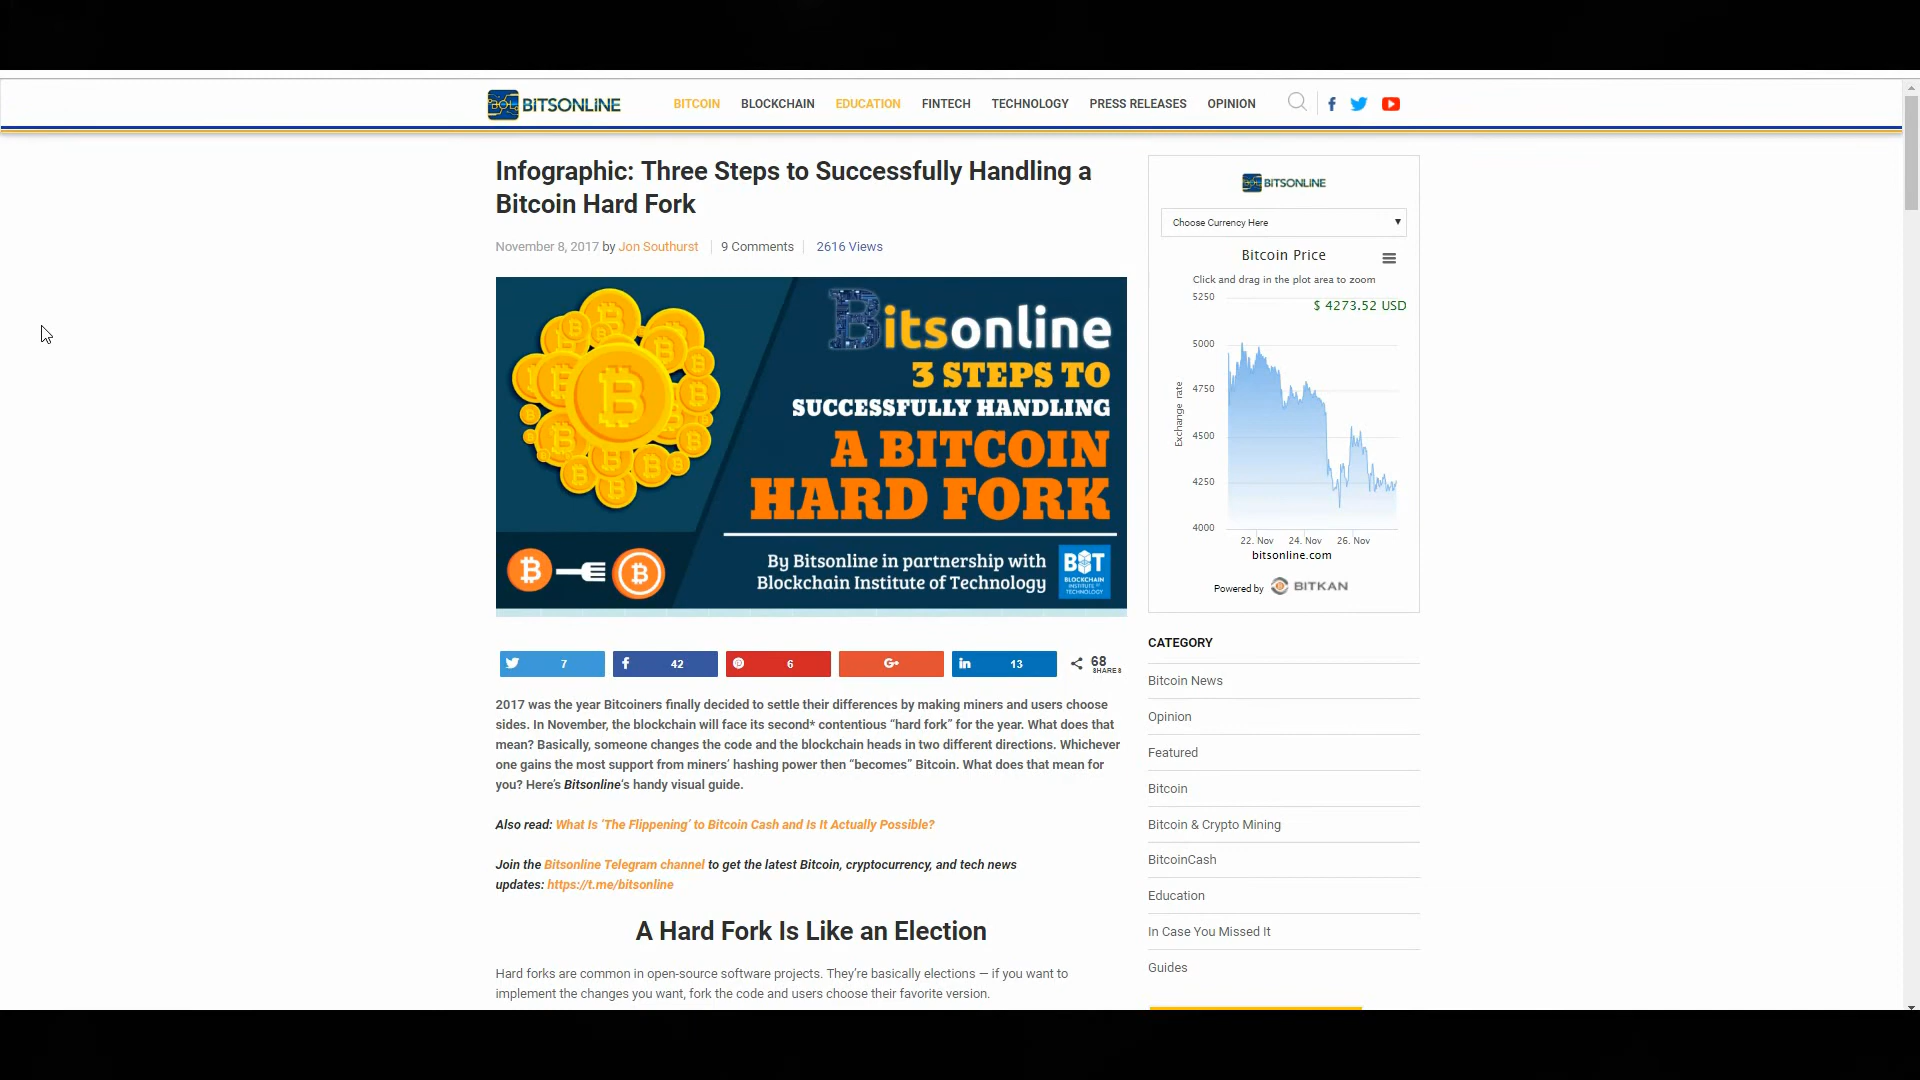 BITSONLINE
BITCOIN BLOCKCHAIN EDUCATION FINTECH TECHNOLOGY PRESS RELEASES OPINION
Infographic: Three Steps to Successfully Handling a
Bitcoin Hard Fork
November 8, 2017 by Jon Southurst 9 Comments 2616 Views
Bitsonline
3 STEPS TO
SUCCESSFULLY HANDLING
A BITCOIN
HARD FORK
By Bitsonline in partnership with
Blockchain Institute of Technology
BOT
BLOCKCHAIN
INSTITUTE OF
TECHNOLOGY
7 42 6 G+ 13 68
SHARES
2017 was the year Bitcoiners finally decided to settle their differences by making miners and users choose
sides. In November, the blockchain will face its second* contentious “hard fork” for the year. What does that
mean? Basically, someone changes the code and the blockchain heads in two different directions. Whichever
one gains the most support from miners’ hashing power then “becomes” Bitcoin. What does that mean for
you? Here’s Bitsonline‘s handy visual guide.
Also read: What Is ‘The Flippening’ to Bitcoin Cash and Is It Actually Possible?
Join the Bitsonline Telegram channel to get the latest Bitcoin, cryptocurrency, and tech news
updates: https://t.me/bitsonline
A Hard Fork Is Like an Election
Hard forks are common in open-source software projects. They’re basically elections — if you want to
implement the changes you want, fork the code and users choose their favorite version.
BITSONLINE
Choose Currency Here
Bitcoin Price
Click and drag in the plot area to zoom
$ 4273.52 USD
5250
5000
4750
4500
4250
4000
Exchange rate
22. Nov 24. Nov 26. Nov
bitsonline.com
Powered by BITKAN
CATEGORY
Bitcoin News
Opinion
Featured
Bitcoin
Bitcoin & Crypto Mining
BitcoinCash
Education
In Case You Missed It
Guides